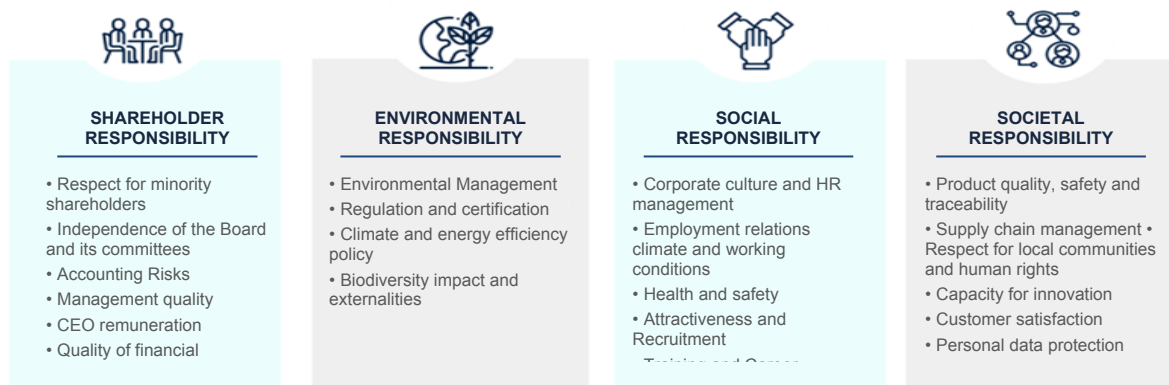 SHAREHOLDER
RESPONSIBILITY
• Respect for minority
shareholders
• Independence of the Board
and its committees
• Accounting Risks
• Management quality
• CEO remuneration
• Quality of financial
ENVIRONMENTAL
RESPONSIBILITY
• Environmental Management
• Regulation and certification
• Climate and energy efficiency
policy
• Biodiversity impact and
externalities
SOCIAL
RESPONSIBILITY
• Corporate culture and HR
management
• Employment relations
climate and working
conditions
• Health and safety
• Attractiveness and
Recruitment
SOCIETAL
RESPONSIBILITY
• Product quality, safety and
traceability
• Supply chain management •
Respect for local communities
and human rights
• Capacity for innovation
• Customer satisfaction
• Personal data protection